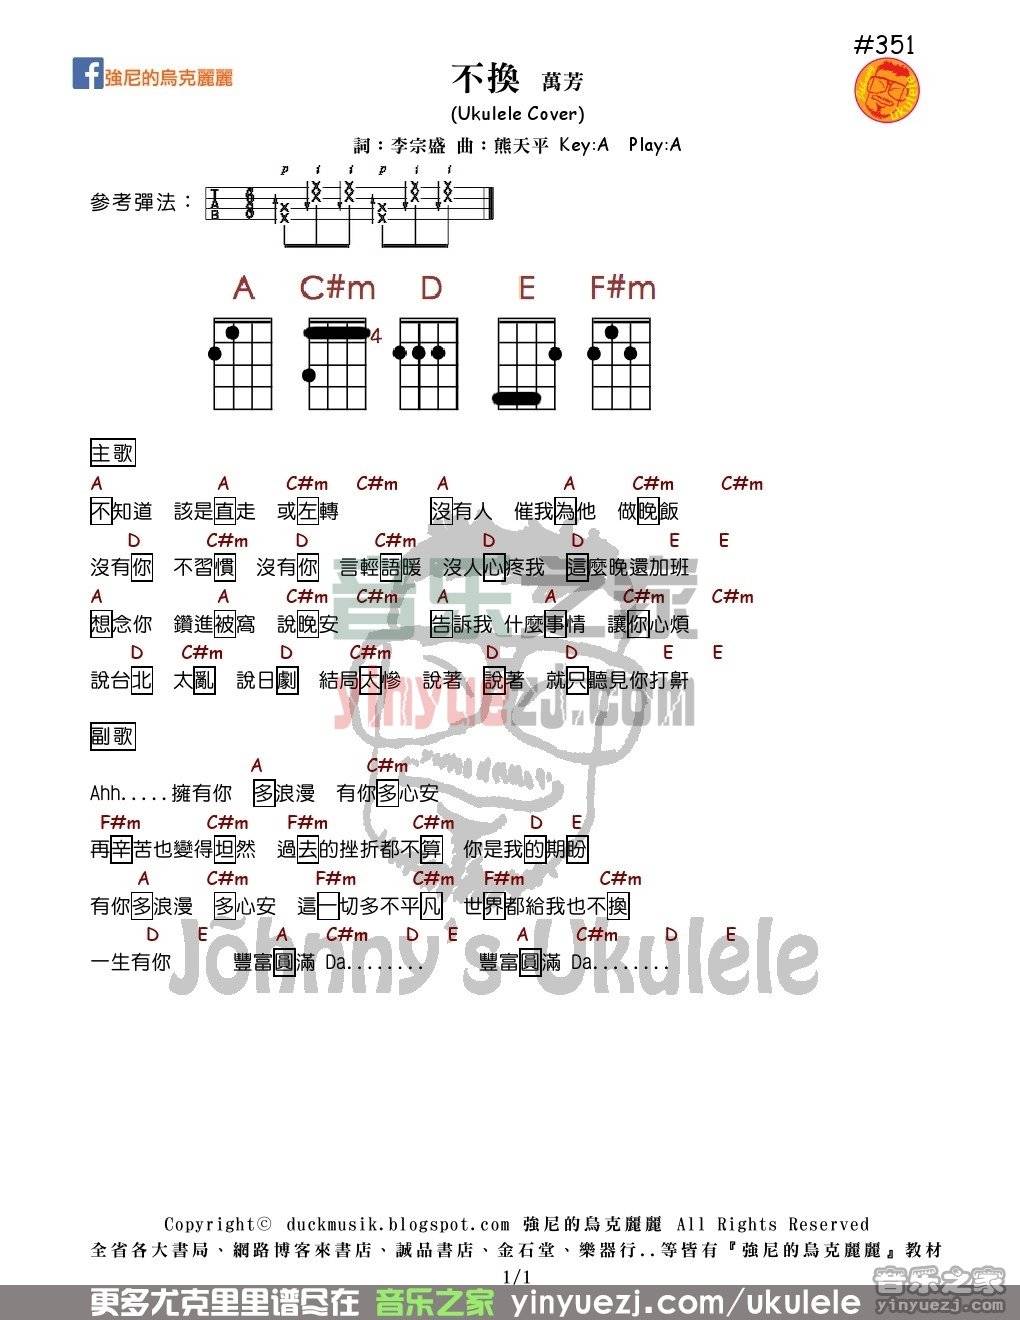 #351
強尼的烏克麗麗
不換 萬芳
(Ukulele Cover)
詞：李宗盛 曲：熊天平 Key:A Play:A
p i i p i i
參考彈法：
T A B 6 8
A C#m D E F#m
4
主歌
A A C#m C#m A A C#m C#m
不知道 該是直走 或左轉 沒有人 催我為他 做晚飯
D C#m D C#m D D E E
沒有你 不習慣 沒有你 言輕語暖 沒人心疼我 這麼晚還加班
A A C#m C#m A A C#m C#m
想念你 鑽進被窩 說晚安 告訴我 什麼事情 讓你心煩
D C#m D C#m D D E E
說台北 太亂 說日劇 結局太慘 說著 說著 就只聽見你打鼾
副歌
A C#m
Ahh.....擁有你 多浪漫 有你多心安
F#m C#m F#m C#m D E
再辛苦也變得坦然 過去的挫折都不算 你是我的期盼
A C#m F#m C#m F#m C#m
有你多浪漫 多心安 這一切多不平凡 世界都給我也不換
D E A C#m D E A C#m D E
一生有你 豐富圓滿 Da........ 豐富圓滿 Da........
音乐之家
yinyuezj.com
Johnny's Ukulele
Copyright© duckmusik.blogspot.com 強尼的烏克麗麗 All Rights Reserved
全省各大書局、網路博客來書店、誠品書店、金石堂、樂器行..等皆有『強尼的烏克麗麗』教材
1/1
更多尤克里里谱尽在 音乐之家 yinyuezj.com/ukulele
音乐之家
yinyuezj.com